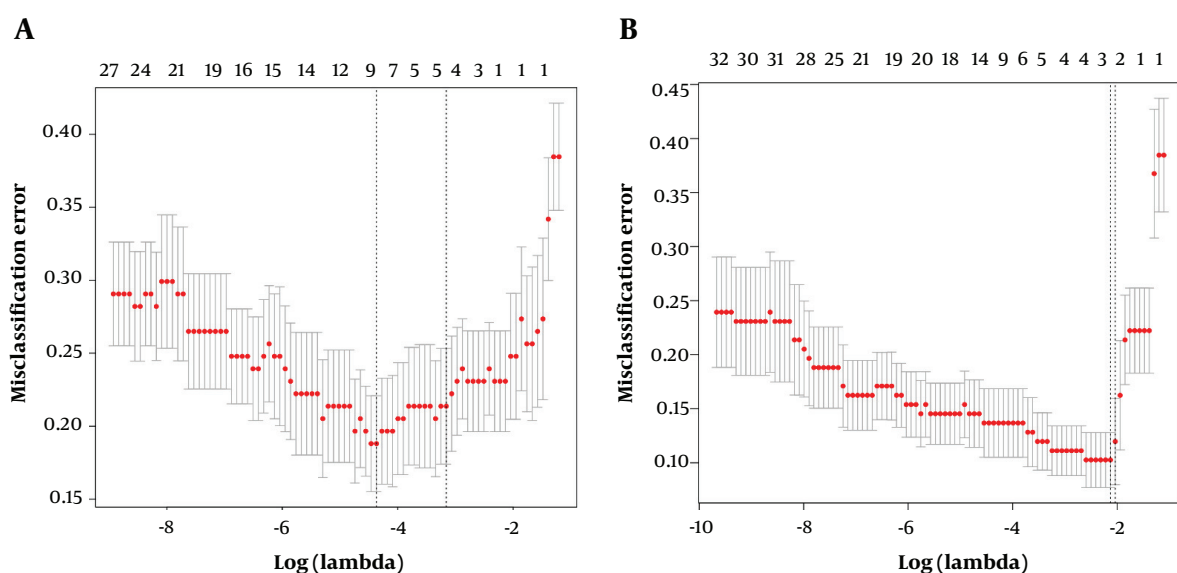 A
27 24 21 19 16 15 14 12 9 7 5 5 4 3 1 1 1
0.40
0.35
0.30
0.25
0.20
0.15
Misclassification error
-8 -6 -4 -2
Log (lambda)
B
32 30 31 28 25 21 19 20 18 14 9 6 5 4 4 3 2 1 1
0.45
0.40
0.35
0.30
0.25
0.20
0.15
0.10
Misclassification error
-10 -8 -6 -4 -2
Log (lambda)